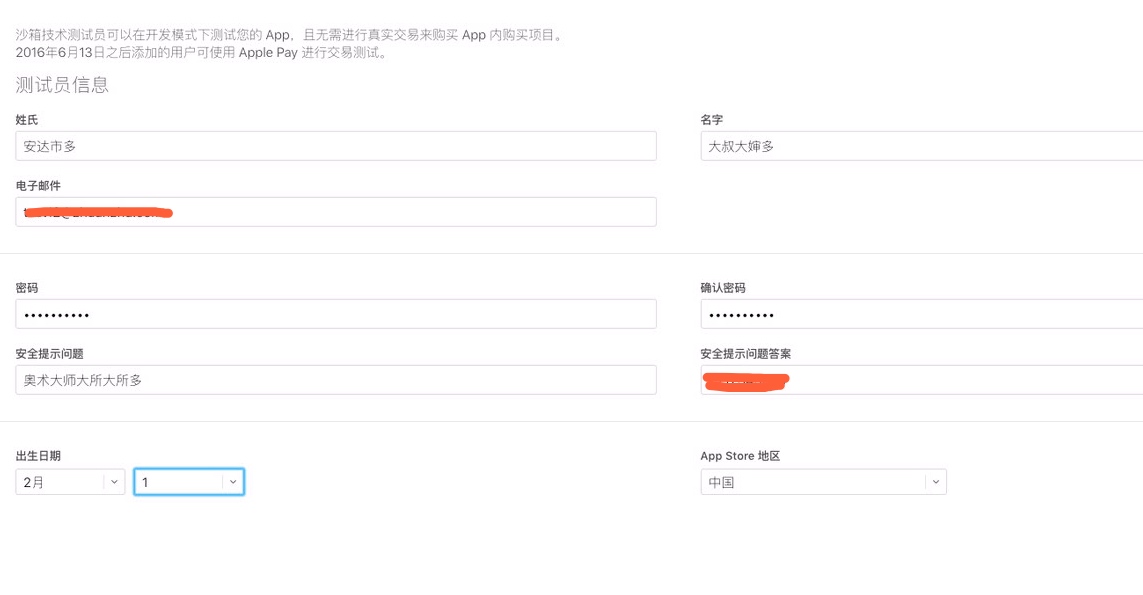 沙箱技术测试员可以在开发模式下测试您的 App，且无需进行真实交易来购买 App 内购买项目。
2016年6月13日之后添加的用户可使用 Apple Pay 进行交易测试。
测试员信息
姓氏
名字
安达市多
大叔大婶多
电子邮件
密码
确认密码
••••••••••
••••••••••
安全提示问题
安全提示问题答案
奥术大师大所大所多
出生日期
App Store 地区
2月
1
中国